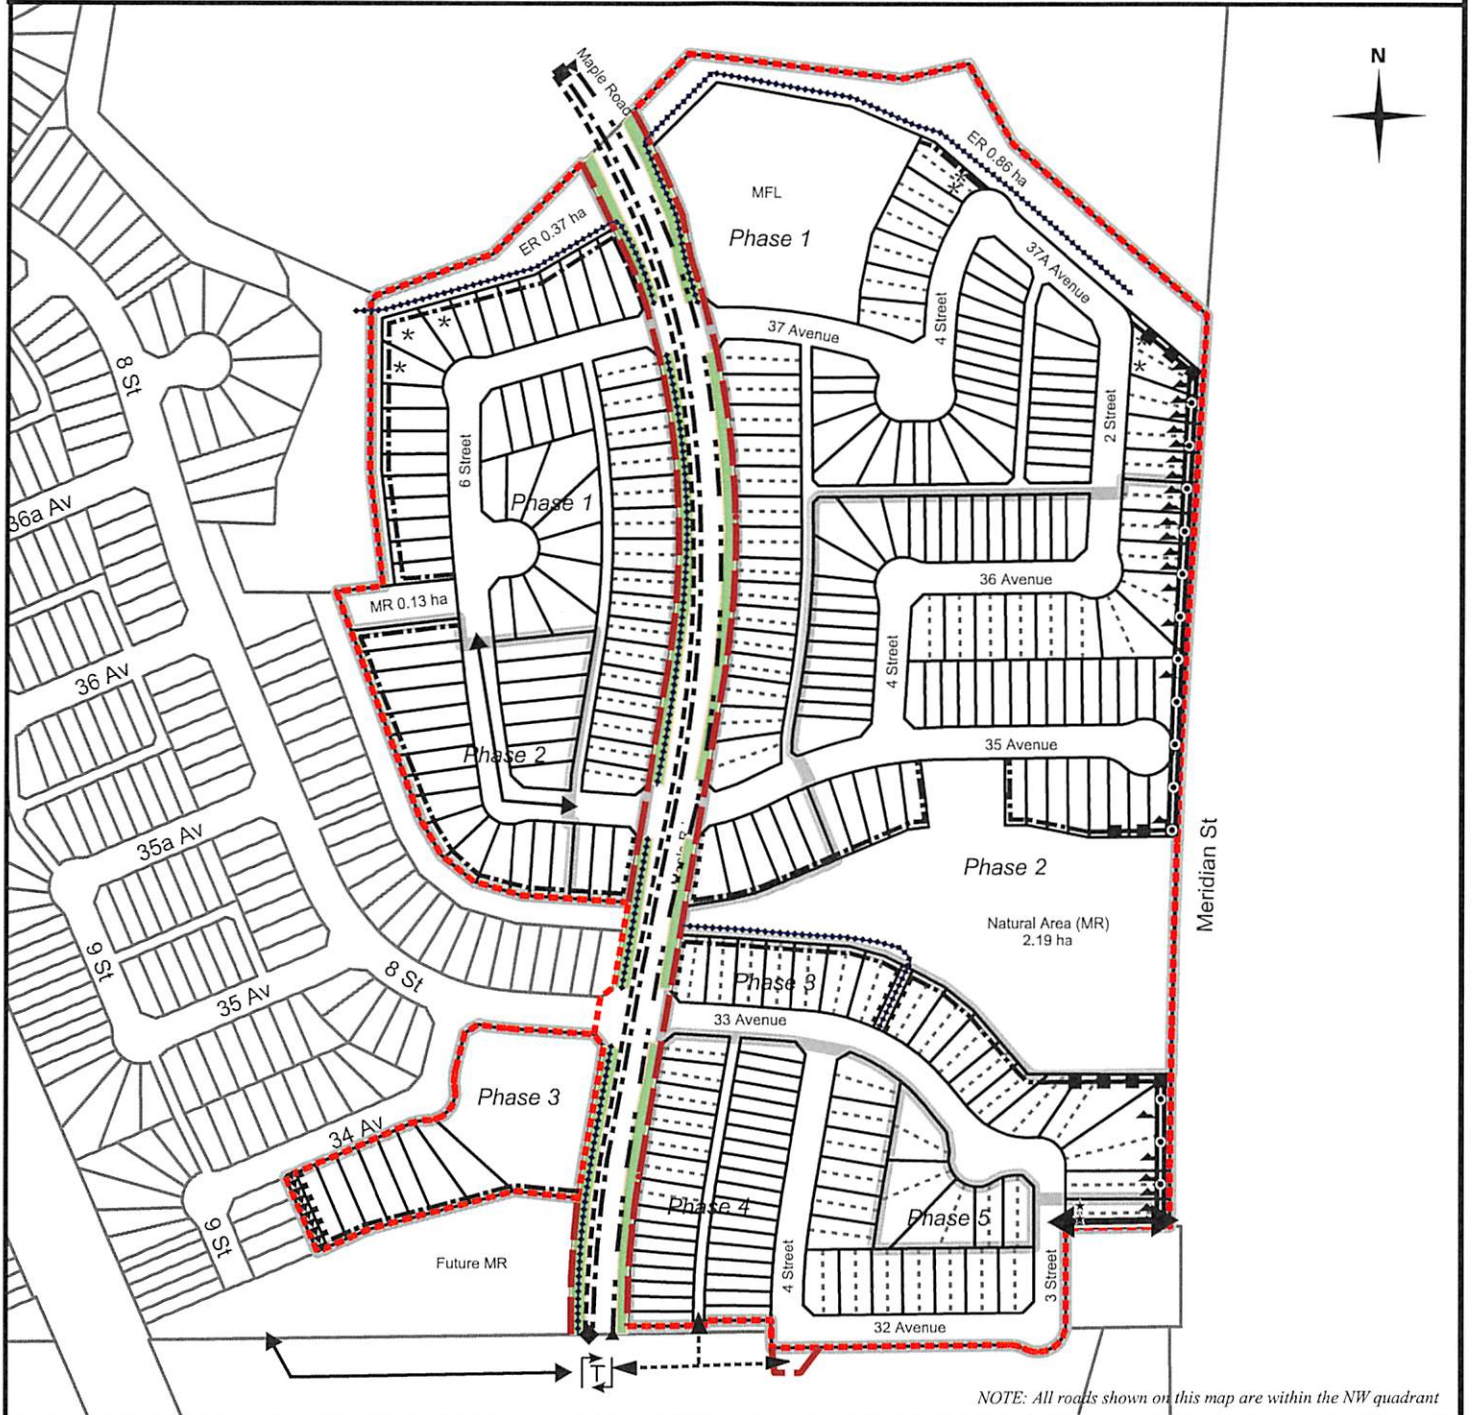 N
Maple Road
ER 0.86 ha
MFL
Phase 1
ER 0.37 ha
37A Avenue
4 Street
37 Avenue
8 St
2 Street
6 Street
Phase 1
36a Av
36 Avenue
MR 0.13 ha
4 Street
36 Av
35 Avenue
Phase 2
35a Av
Meridian St
Phase 2
Natural Area (MR)
2.19 ha
9 St
8 St
Phase 3
35 Av
33 Avenue
Phase 3
34 Av
Phase 4
Phase 5
9 St
Future MR
4 Street
3 Street
32 Avenue
T
NOTE: All roads shown on this map are within the NW quadrant